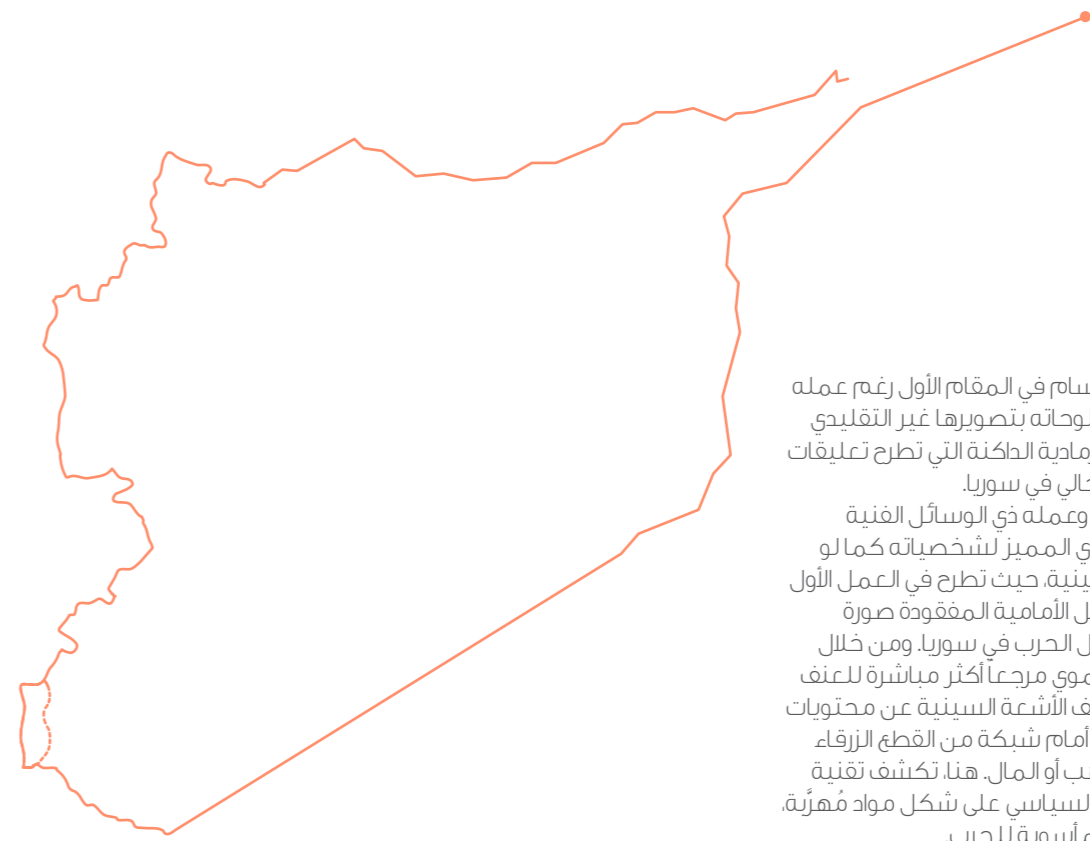 سام في المقام الأول رغم عمله
وحاته بتصويرها غير التقليدي
مادية الداكنة التي تطرح تعليقات
حالي في سوريا.
وعمله ذي الوسائل الفنية
ي المميز لشخصياته كما لو
ينية، حيث تطرح في العمل الأول
ل الأمامية المفقودة صورة
ل الحرب في سوريا. ومن خلال
موي مرجعاً أكثر مباشرة للعنف
ف الأشعة السينية عن محتويات
أمام شبكة من القطع الزرقاء
ب أو المال. هنا، تكشف تقنية
لسياسي على شكل مواد مُهرَّبة،